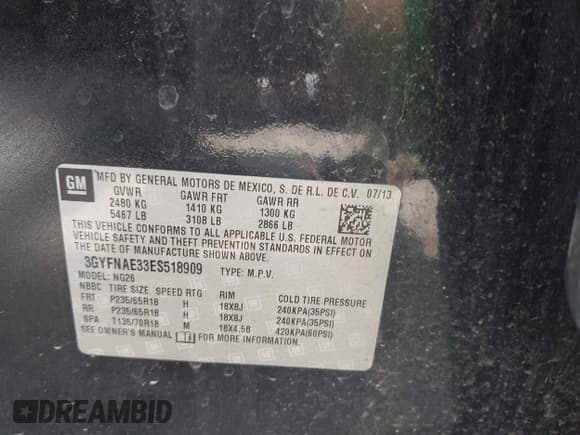 GM
MFD BY GENERAL MOTORS DE MEXICO, S. DE R.L. DE C.V. 07/13
GVWR GAWR FRT GAWR RR
2480 KG 1410 KG 1300 KG
5467 LB 3108 LB 2866 LB
THIS VEHICLE CONFORMS TO ALL APPLICABLE U.S. FEDERAL MOTOR
VEHICLE SAFETY AND THEFT PREVENTION STANDARDS IN EFFECT ON
THE DATE OF MANUFACTURE SHOWN ABOVE.
3GYFNAE33ES518909 TYPE: M.P.V.
MODEL: NG26
NBBC TIRE SIZE SPEED RTG RIM COLD TIRE PRESSURE
FRT P235/65R18 H 18X8J 240KPA(35PSI)
RR P235/65R18 H 18X8J 240KPA(35PSI)
SPA T135/70R18 M 18X4.5B 420KPA(60PSI)
SEE OWNER'S MANUAL FOR MORE INFORMATION
DREAMBID